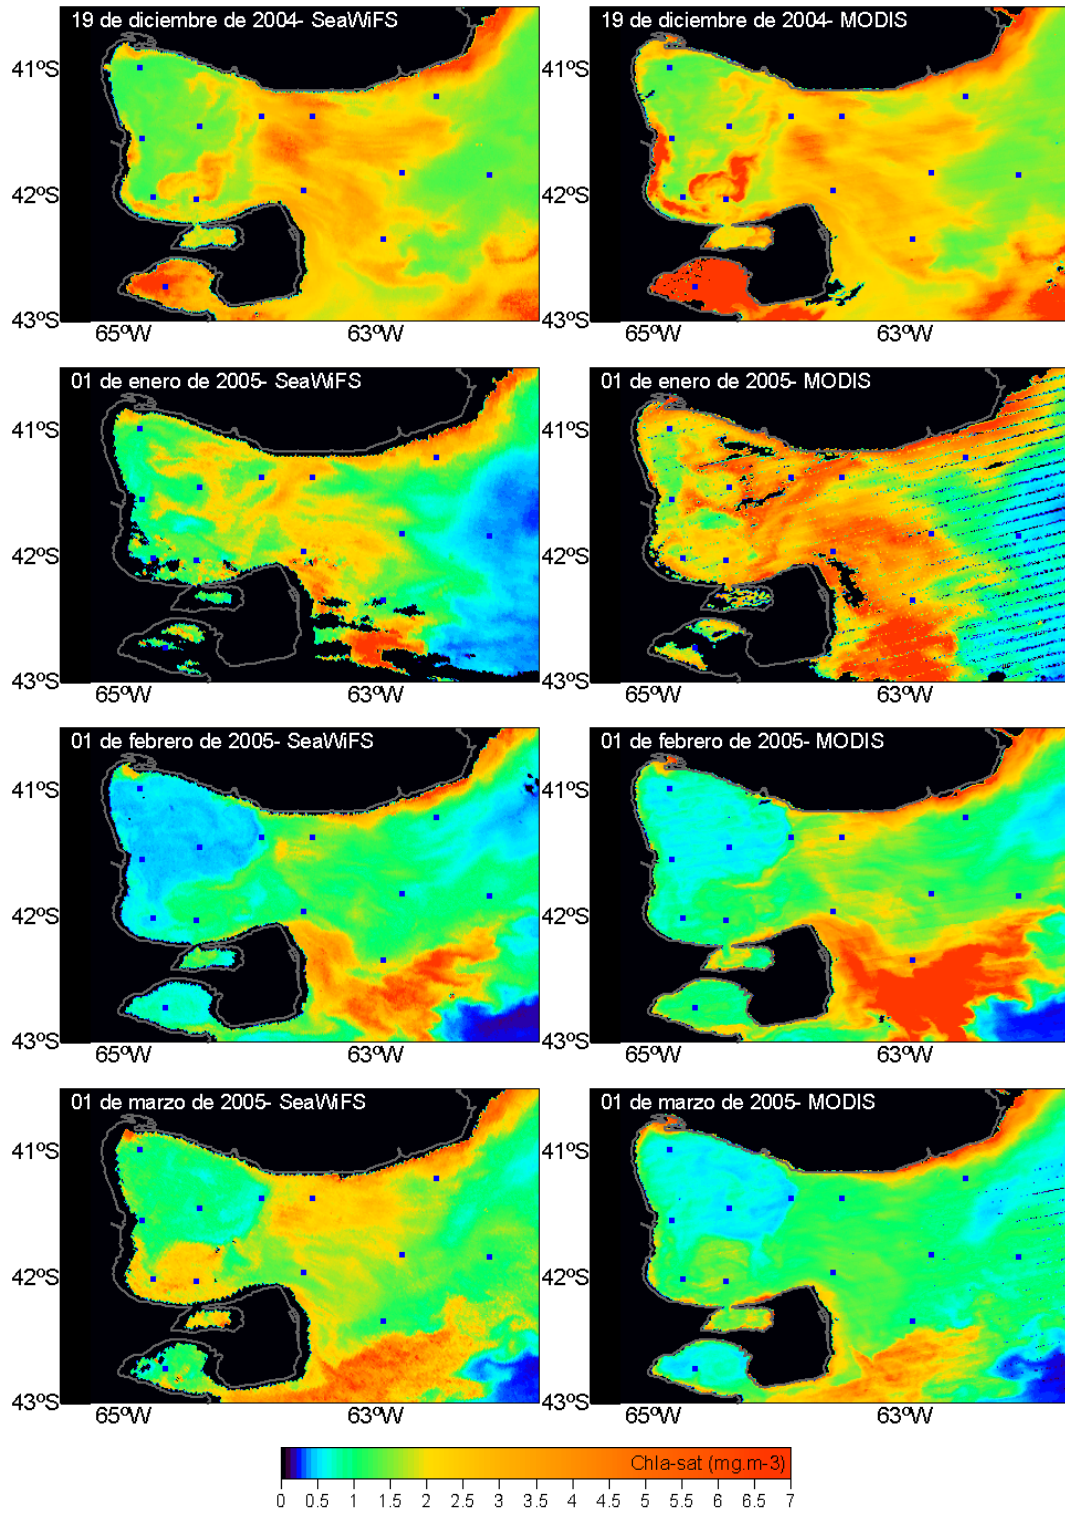 19 de diciembre de 2004- SeaWiFS
19 de diciembre de 2004- MODIS
41ºS
41ºS
42ºS
42ºS
43ºS
43ºS
65ºW
63ºW
65ºW
63ºW
01 de enero de 2005- SeaWiFS
01 de enero de 2005- MODIS
41ºS
41ºS
42ºS
42ºS
43ºS
43ºS
65ºW
63ºW
65ºW
63ºW
01 de febrero de 2005- SeaWiFS
01 de febrero de 2005- MODIS
41ºS
41ºS
42ºS
42ºS
43ºS
43ºS
65ºW
63ºW
65ºW
63ºW
01 de marzo de 2005- SeaWiFS
01 de marzo de 2005- MODIS
41ºS
41ºS
42ºS
42ºS
43ºS
43ºS
65ºW
63ºW
65ºW
63ºW
Chla-sat (mg.m-3)
0 0.5 1 1.5 2 2.5 3 3.5 4 4.5 5 5.5 6 6.5 7